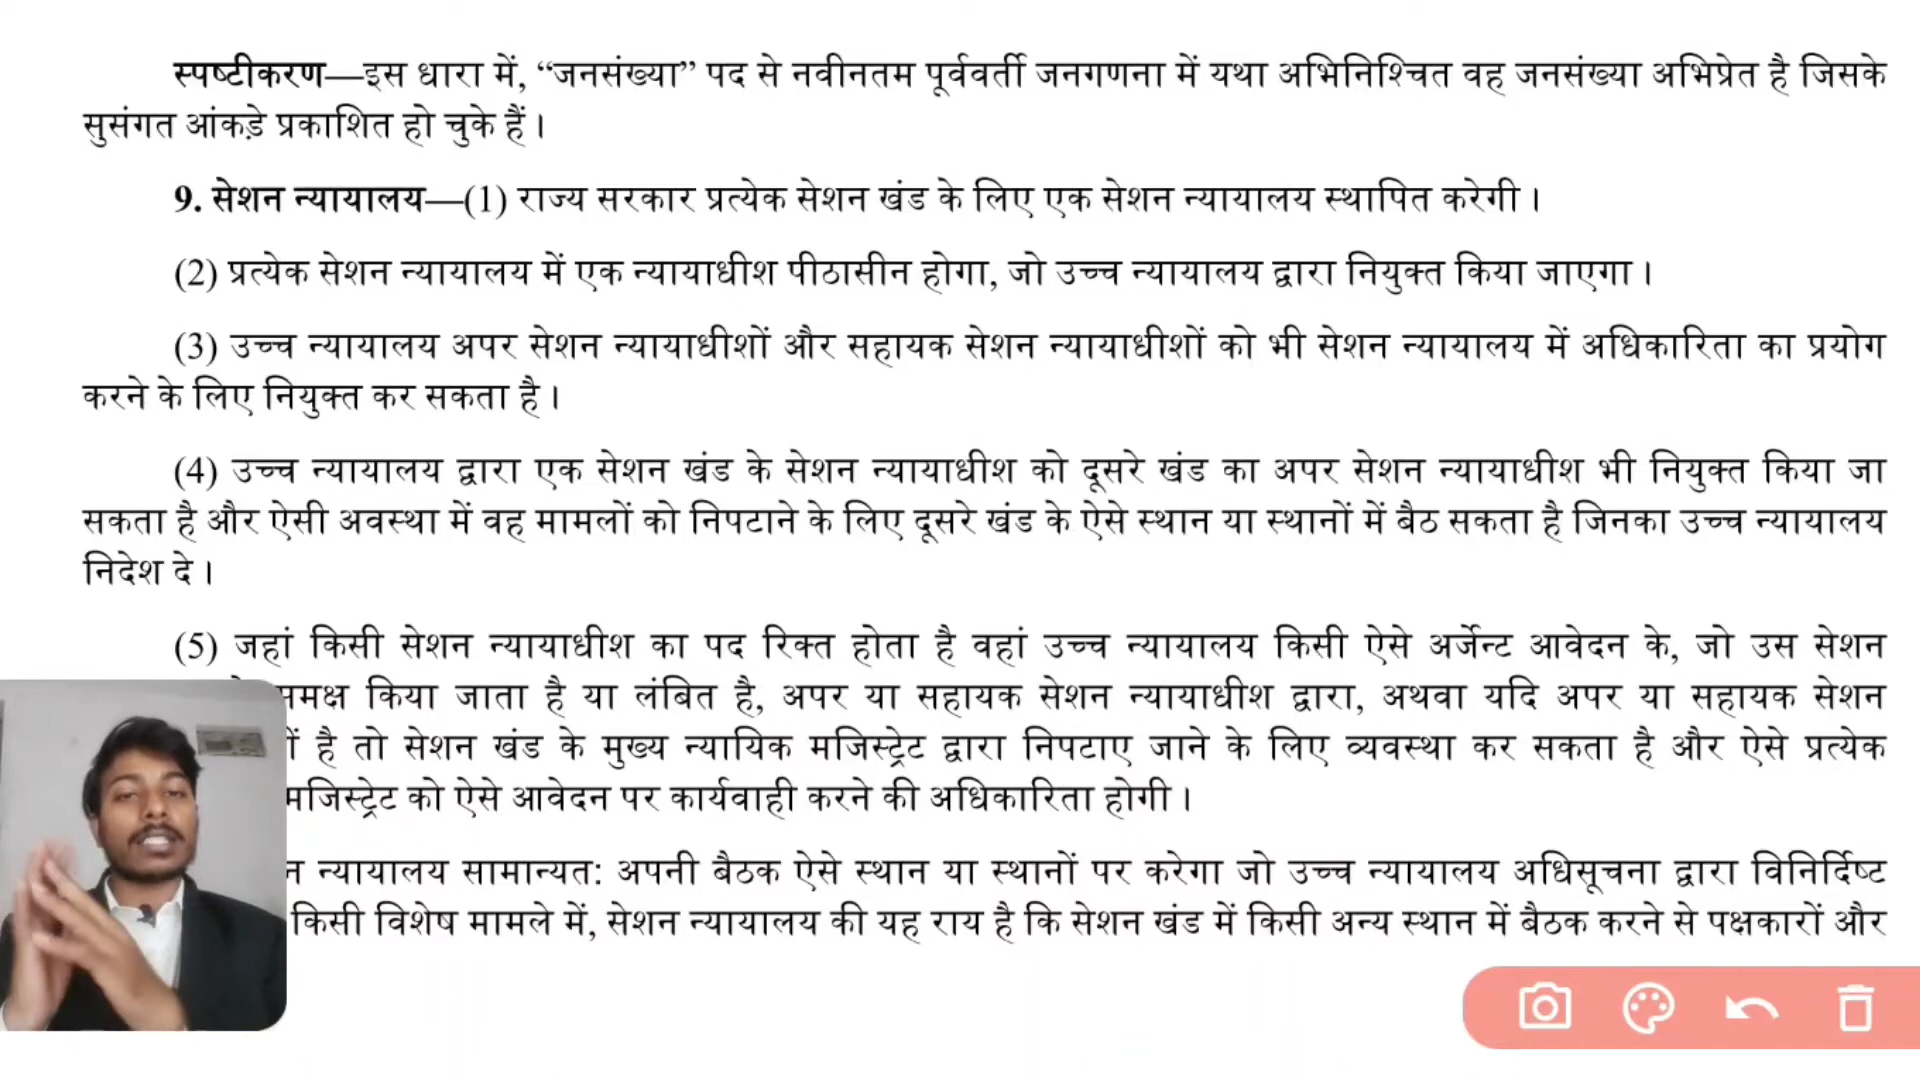 स्पष्टीकरण—इस धारा में, “जनसंख्या” पद से नवीनतम पूर्ववर्ती जनगणना में यथा अभिनिश्चित वह जनसंख्या अभिप्रेत है जिसके
सुसंगत आंकड़े प्रकाशित हो चुके हैं ।
9. सेशन न्यायालय—(1) राज्य सरकार प्रत्येक सेशन खंड के लिए एक सेशन न्यायालय स्थापित करेगी ।
(2) प्रत्येक सेशन न्यायालय में एक न्यायाधीश पीठासीन होगा, जो उच्च न्यायालय द्वारा नियुक्त किया जाएगा ।
(3) उच्च न्यायालय अपर सेशन न्यायाधीशों और सहायक सेशन न्यायाधीशों को भी सेशन न्यायालय में अधिकारिता का प्रयोग
करने के लिए नियुक्त कर सकता है ।
(4) उच्च न्यायालय द्वारा एक सेशन खंड के सेशन न्यायाधीश को दूसरे खंड का अपर सेशन न्यायाधीश भी नियुक्त किया जा
सकता है और ऐसी अवस्था में वह मामलों को निपटाने के लिए दूसरे खंड के ऐसे स्थान या स्थानों में बैठ सकता है जिनका उच्च न्यायालय
निदेश दे ।
(5) जहां किसी सेशन न्यायाधीश का पद रिक्त होता है वहां उच्च न्यायालय किसी ऐसे अर्जेन्ट आवेदन के, जो उस सेशन
समक्ष किया जाता है या लंबित है, अपर या सहायक सेशन न्यायाधीश द्वारा, अथवा यदि अपर या सहायक सेशन
है तो सेशन खंड के मुख्य न्यायिक मजिस्ट्रेट द्वारा निपटाए जाने के लिए व्यवस्था कर सकता है और ऐसे प्रत्येक
मजिस्ट्रेट को ऐसे आवेदन पर कार्यवाही करने की अधिकारिता होगी ।
न्यायालय सामान्यत: अपनी बैठक ऐसे स्थान या स्थानों पर करेगा जो उच्च न्यायालय अधिसूचना द्वारा विनिर्दिष्ट
किसी विशेष मामले में, सेशन न्यायालय की यह राय है कि सेशन खंड में किसी अन्य स्थान में बैठक करने से पक्षकारों और